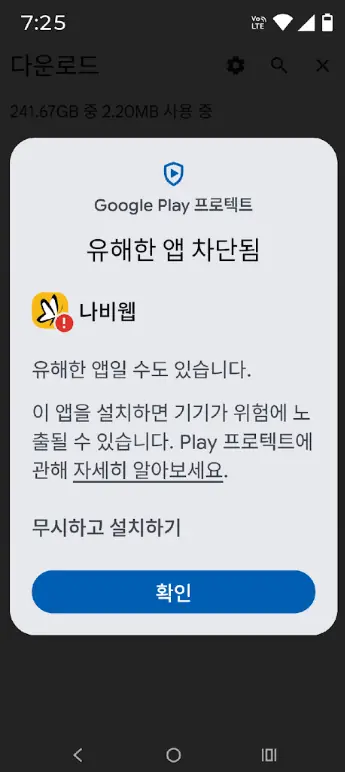 7:25
Vo)) LTE
다운로드
241.67GB 중 2.20MB 사용 중
Google Play 프로텍트
유해한 앱 차단됨
나비웹
유해한 앱일 수도 있습니다.
이 앱을 설치하면 기기가 위험에 노
출될 수 있습니다. Play 프로텍트에
관해 자세히 알아보세요.
무시하고 설치하기
확인